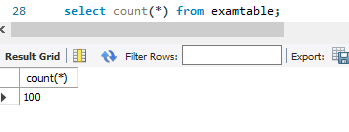 28 select count(*) from examtable;
Result Grid Filter Rows: Export:
count(*)
100